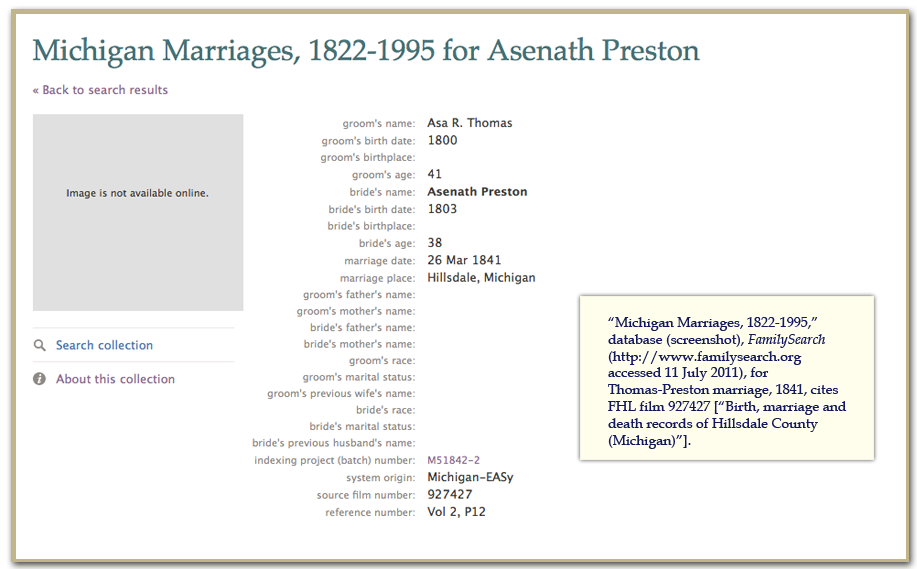 Michigan Marriages, 1822-1995 for Asenath Preston
« Back to search results
Image is not available online.
Search collection
About this collection
groom's name: Asa R. Thomas
groom's birth date: 1800
groom's birthplace:
groom's age: 41
bride's name: Asenath Preston
bride's birth date: 1803
bride's birthplace:
bride's age: 38
marriage date: 26 Mar 1841
marriage place: Hillsdale, Michigan
groom's father's name:
groom's mother's name:
bride's father's name:
bride's mother's name:
groom's race:
groom's marital status:
groom's previous wife's name:
bride's race:
bride's marital status:
bride's previous husband's name:
indexing project (batch) number: M51842-2
system origin: Michigan-EASy
source film number: 927427
reference number: Vol 2, P12
“Michigan Marriages, 1822-1995,”
database (screenshot), FamilySearch
(http://www.familysearch.org
accessed 11 July 2011), for
Thomas-Preston marriage, 1841, cites
FHL film 927427 [“Birth, marriage and
death records of Hillsdale County
(Michigan)”].